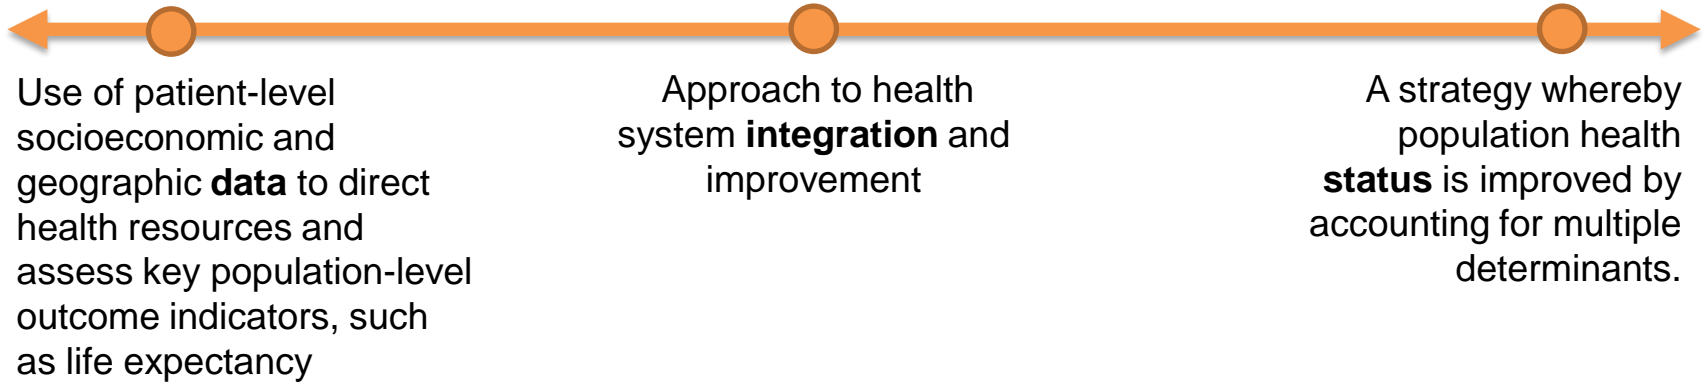 Use of patient-level
socioeconomic and
geographic data to direct
health resources and
assess key population-level
outcome indicators, such
as life expectancy
Approach to health
system integration and
improvement
A strategy whereby
population health
status is improved by
accounting for multiple
determinants.